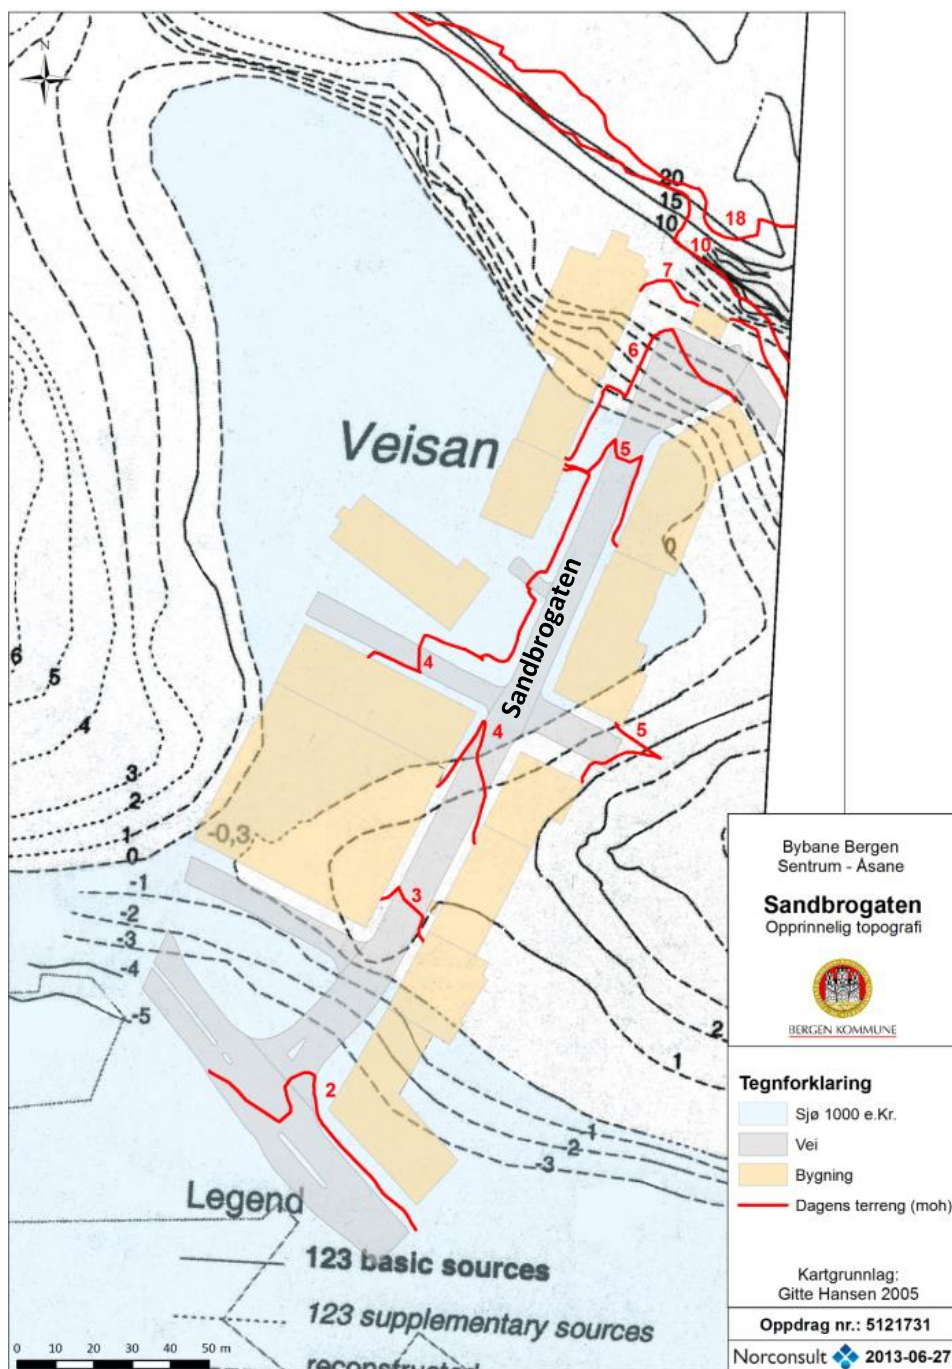 N
20
15
10
18
10
7
6
Veisan
5
0
Sandbrogaten
6
5
4
4
4
5
3
2
1
0
-0,3
-1
-2
-3
-4
-5
3
2
1
2
-1
-2
-3
Legend
123 basic sources
123 supplementary sources
reconstructed
0 10 20 30 40 50 m
Bybane Bergen
Sentrum - Åsane
Sandbrogaten
Opprinnelig topografi
BERGEN KOMMUNE
Tegnforklaring
Sjø 1000 e.Kr.
Vei
Bygning
Dagens terreng (moh)
Kartgrunnlag:
Gitte Hansen 2005
Oppdrag nr.: 5121731
Norconsult 2013-06-27